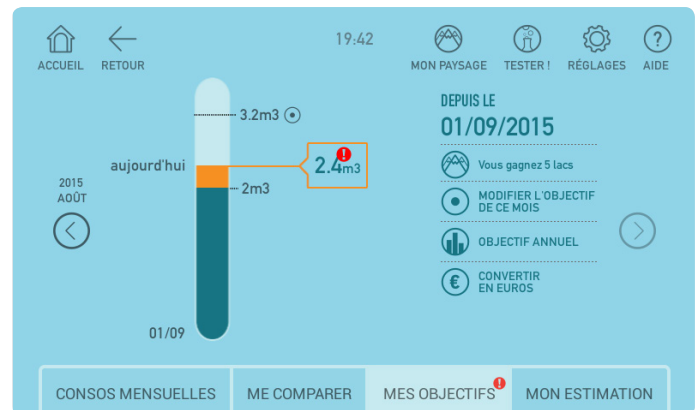 19:42
ACCUEIL
RETOUR
MON PAYSAGE
TESTER !
RÉGLAGES
?
AIDE
3.2m3
aujourd'hui
2.4m3
!
2m3
2015
AOÛT
01/09
DEPUIS LE
01/09/2015
Vous gagnez 5 lacs
MODIFIER L'OBJECTIF
DE CE MOIS
OBJECTIF ANNUEL
€
CONVERTIR
EN EUROS
CONSOS MENSUELLES
ME COMPARER
MES OBJECTIFS
!
MON ESTIMATION